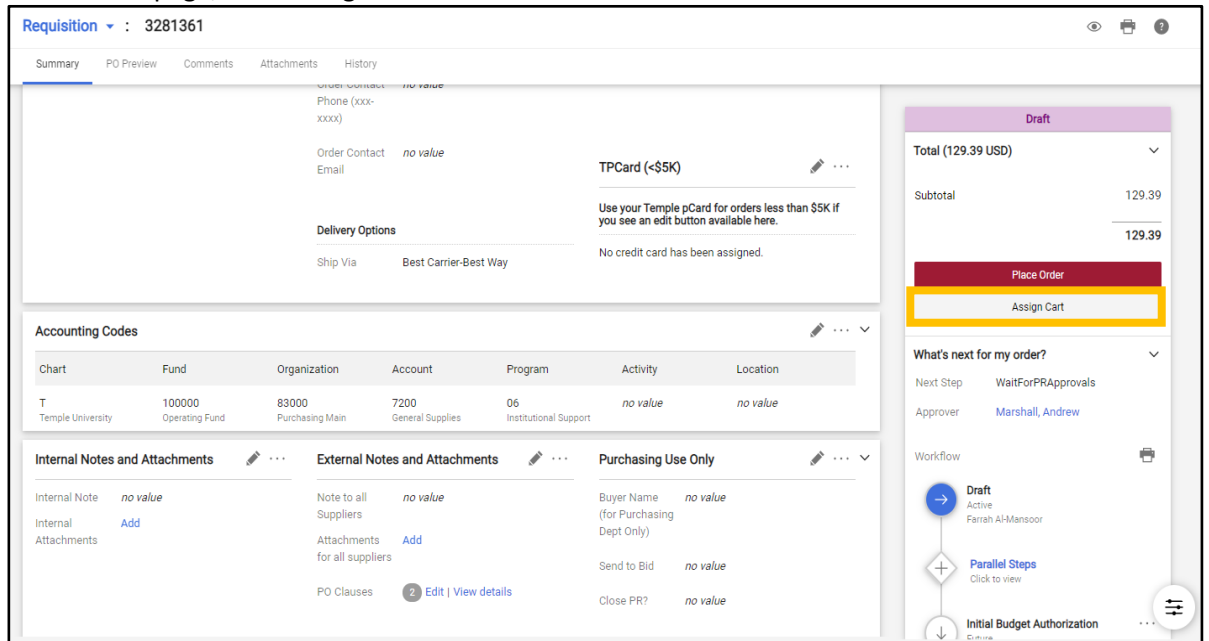 Requisition : 3281361
Summary PO Preview Comments Attachments History
Order Contact no value
Phone (xxx-
xxxx)
Order Contact no value
Email
Delivery Options
Ship Via Best Carrier-Best Way
TPCard (<$5K)
Use your Temple pCard for orders less than $5K if
you see an edit button available here.
No credit card has been assigned.
Accounting Codes
Chart Fund Organization Account Program Activity Location
T 100000 83000 7200 06 no value no value
Temple University Operating Fund Purchasing Main General Supplies Institutional Support
Internal Notes and Attachments
Internal Note no value
Internal Add
Attachments
External Notes and Attachments
Note to all no value
Suppliers
Attachments Add
for all suppliers
PO Clauses 2 Edit | View details
Purchasing Use Only
Buyer Name no value
(for Purchasing
Dept Only)
Send to Bid no value
Close PR? no value
Draft
Total (129.39 USD)
Subtotal 129.39
129.39
Place Order
Assign Cart
What's next for my order?
Next Step WaitForPRApprovals
Approver Marshall, Andrew
Workflow
Draft
Active
Farrah Al-Mansoor
Parallel Steps
Click to view
Initial Budget Authorization
Future